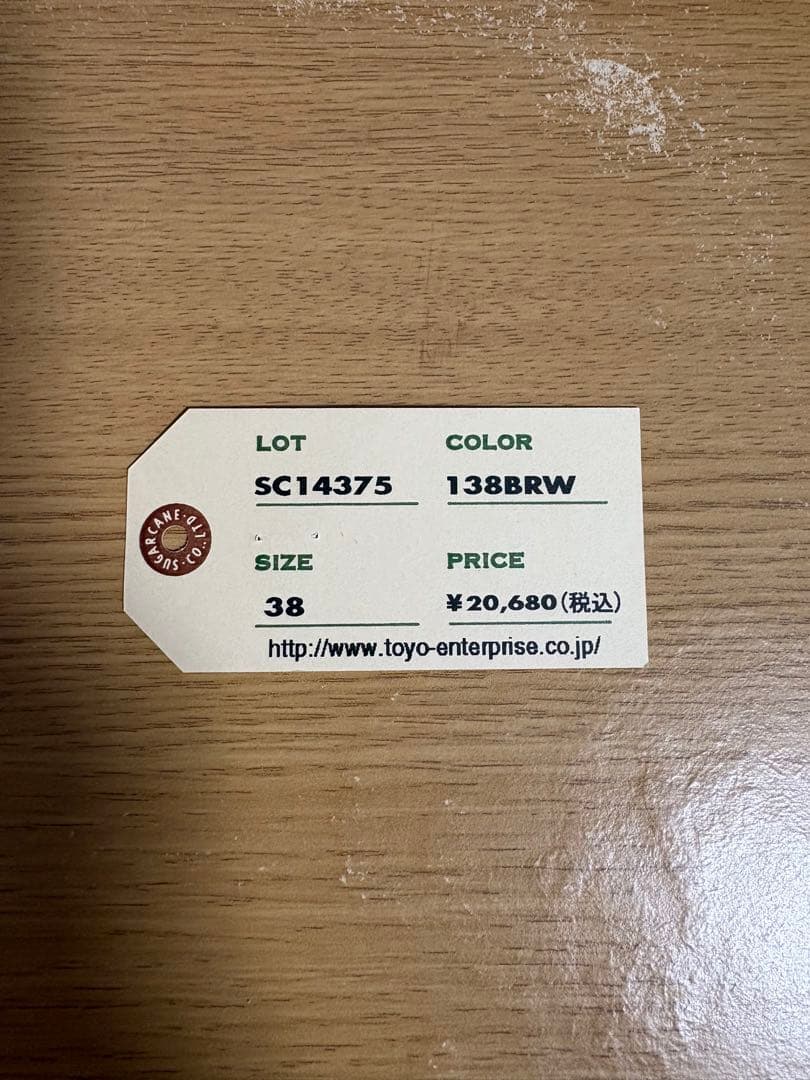 LOT COLOR
SC14375 138BRW
SIZE PRICE
38 ¥20,680(税込)
http://www.toyo-enterprise.co.jp/
SUGARCANE·CO.,LTD·